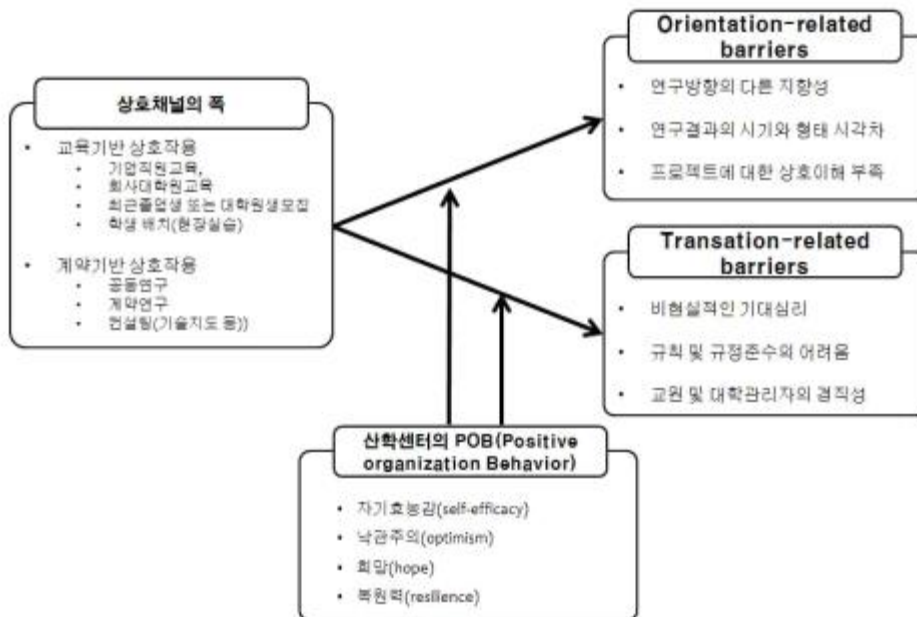 상호채널의 폭
• 교육기반 상호작용
• 기업직원교육,
• 회사대학원교육
• 최근졸업생 또는 대학원생모집
• 학생 배치(현장실습)
• 계약기반 상호작용
• 공동연구
• 계약연구
• 컨설팅(기술지도 등))
Orientation-related
barriers
• 연구방향의 다른 지향성
• 연구결과의 시기와 형태 시각차
• 프로젝트에 대한 상호이해 부족
Transation-related
barriers
• 비현실적인 기대심리
• 규칙 및 규정준수의 어려움
• 교원 및 대학관리자의 경직성
산학센터의 POB(Positive
organization Behavior)
• 자기효능감(self-efficacy)
• 낙관주의(optimism)
• 희망(hope)
• 복원력(resilience)